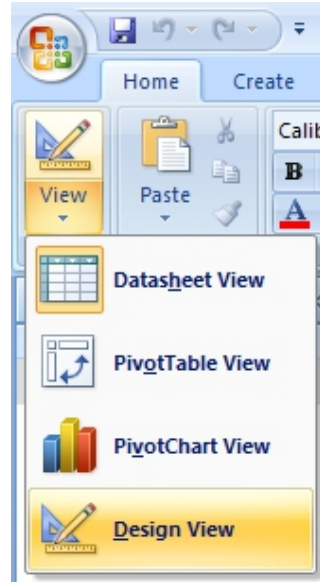 Home Create
View Paste
Calib
B
A
Datasheet View
PivotTable View
PivotChart View
Design View